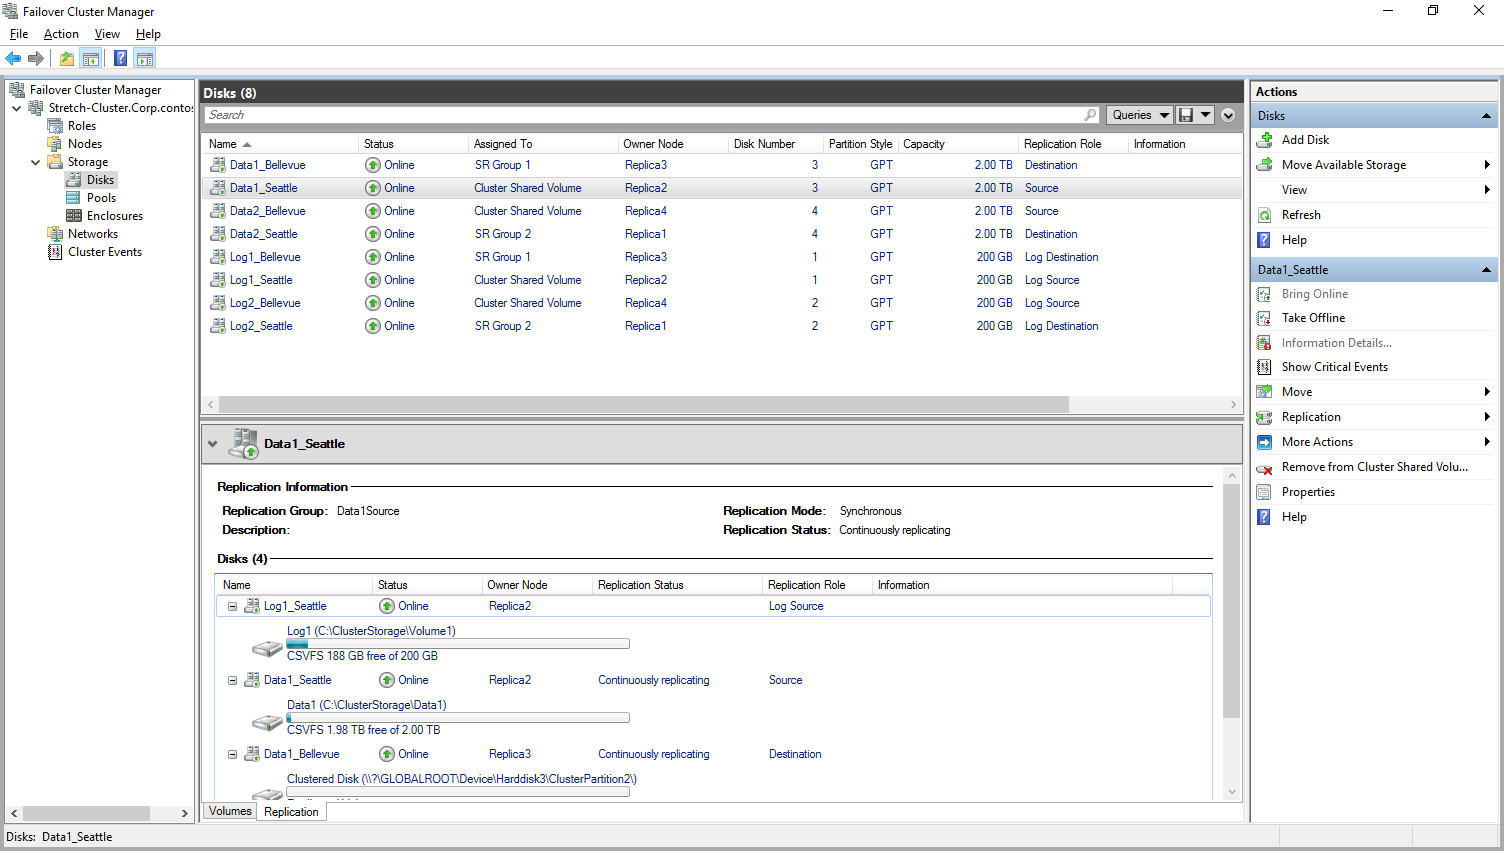 Failover Cluster Manager
File Action View Help
Failover Cluster Manager
Stretch-Cluster.Corp.contos
Roles
Nodes
Storage
Disks
Pools
Enclosures
Networks
Cluster Events
Disks (8)
Search
Queries
Name Status Assigned To Owner Node Disk Number Partition Style Capacity Replication Role Information
Data1_Bellevue Online SR Group 1 Replica3 3 GPT 2.00 TB Destination
Data1_Seattle Online Cluster Shared Volume Replica2 3 GPT 2.00 TB Source
Data2_Bellevue Online Cluster Shared Volume Replica4 4 GPT 2.00 TB Source
Data2_Seattle Online SR Group 2 Replica1 4 GPT 2.00 TB Destination
Log1_Bellevue Online SR Group 1 Replica3 1 GPT 200 GB Log Destination
Log1_Seattle Online Cluster Shared Volume Replica2 1 GPT 200 GB Log Source
Log2_Bellevue Online Cluster Shared Volume Replica4 2 GPT 200 GB Log Source
Log2_Seattle Online SR Group 2 Replica1 2 GPT 200 GB Log Destination
Data1_Seattle
Replication Information
Replication Group: Data1Source Replication Mode: Synchronous
Description: Replication Status: Continuously replicating
Disks (4)
Name Status Owner Node Replication Status Replication Role Information
Log1_Seattle Online Replica2 Log Source
Log1 (C:\ClusterStorage\Volume1)
CSVFS 188 GB free of 200 GB
Data1_Seattle Online Replica2 Continuously replicating Source
Data1 (C:\ClusterStorage\Data1)
CSVFS 1.98 TB free of 2.00 TB
Data1_Bellevue Online Replica3 Continuously replicating Destination
Clustered Disk (\\?\GLOBALROOT\Device\Harddisk3\ClusterPartition2\)
Volumes Replication
Actions
Disks
Add Disk
Move Available Storage
View
Refresh
Help
Data1_Seattle
Bring Online
Take Offline
Information Details...
Show Critical Events
Move
Replication
More Actions
Remove from Cluster Shared Volu...
Properties
Help
Disks: Data1_Seattle